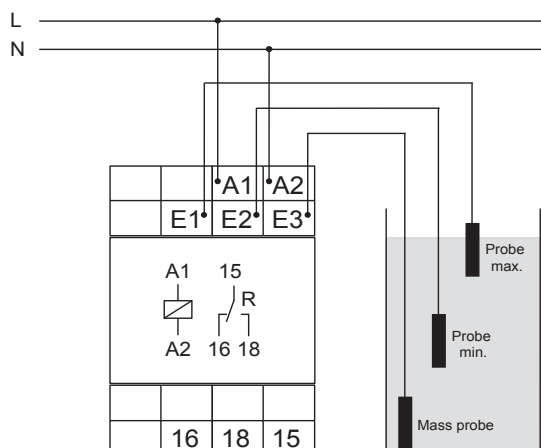 L
N
A1 A2
E1 E2 E3
A1 15
R
A2 16 18
16 18 15
Probe
max.
Probe
min.
Mass probe